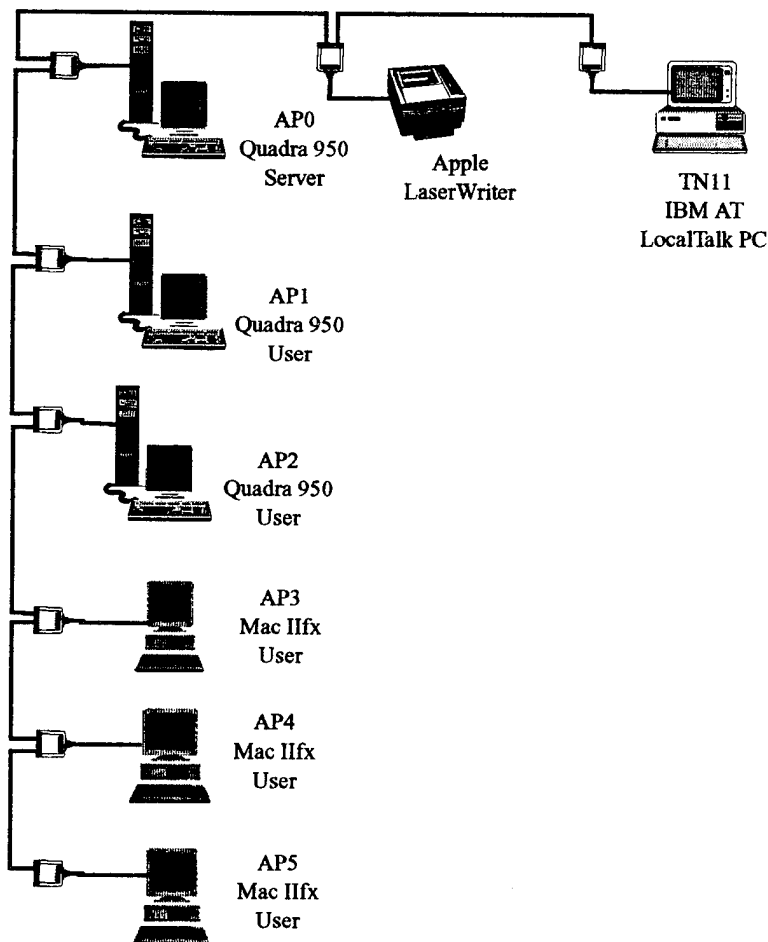 AP0
Quadra 950
Server
Apple
LaserWriter
TN11
IBM AT
LocalTalk PC
AP1
Quadra 950
User
AP2
Quadra 950
User
AP3
Mac IIfx
User
AP4
Mac IIfx
User
AP5
Mac IIfx
User